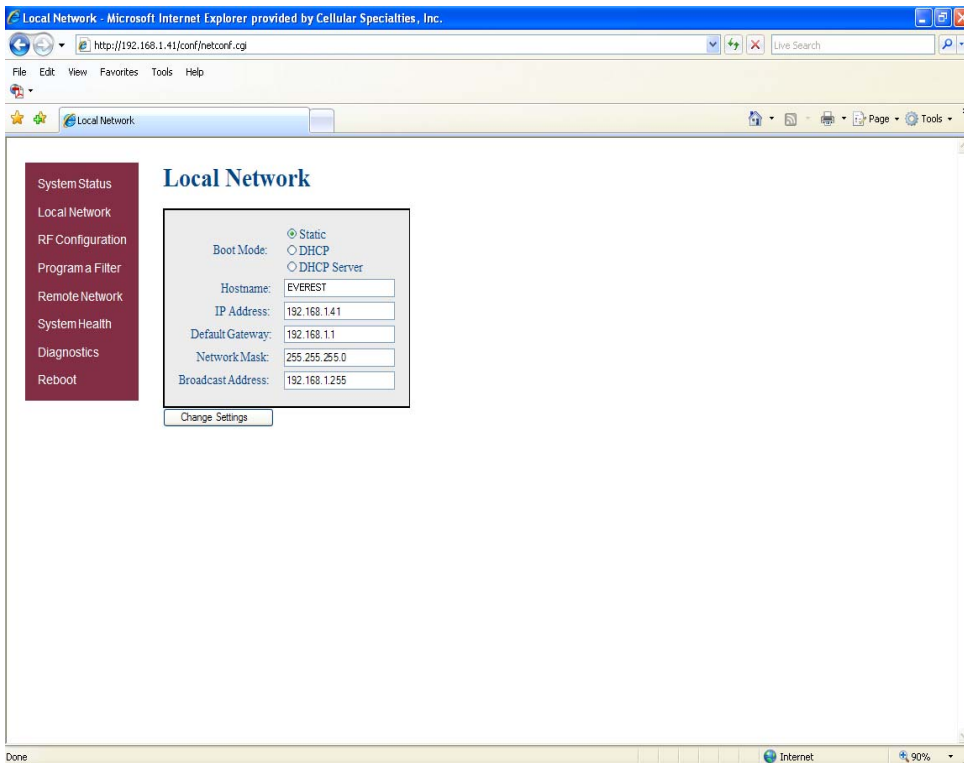 Local Network - Microsoft Internet Explorer provided by Cellular Specialties, Inc.
http://192.168.1.41/conf/netconf.cgi
Live Search
File Edit View Favorites Tools Help
Local Network
Page
Tools
System Status
Local Network
RF Configuration
Program a Filter
Remote Network
System Health
Diagnostics
Reboot
Local Network
Boot Mode:
Static
DHCP
DHCP Server
Hostname: EVEREST
IP Address: 192.168.1.41
Default Gateway: 192.168.1.1
Network Mask: 255.255.255.0
Broadcast Address: 192.168.1.255
Change Settings
Done
Internet
90%